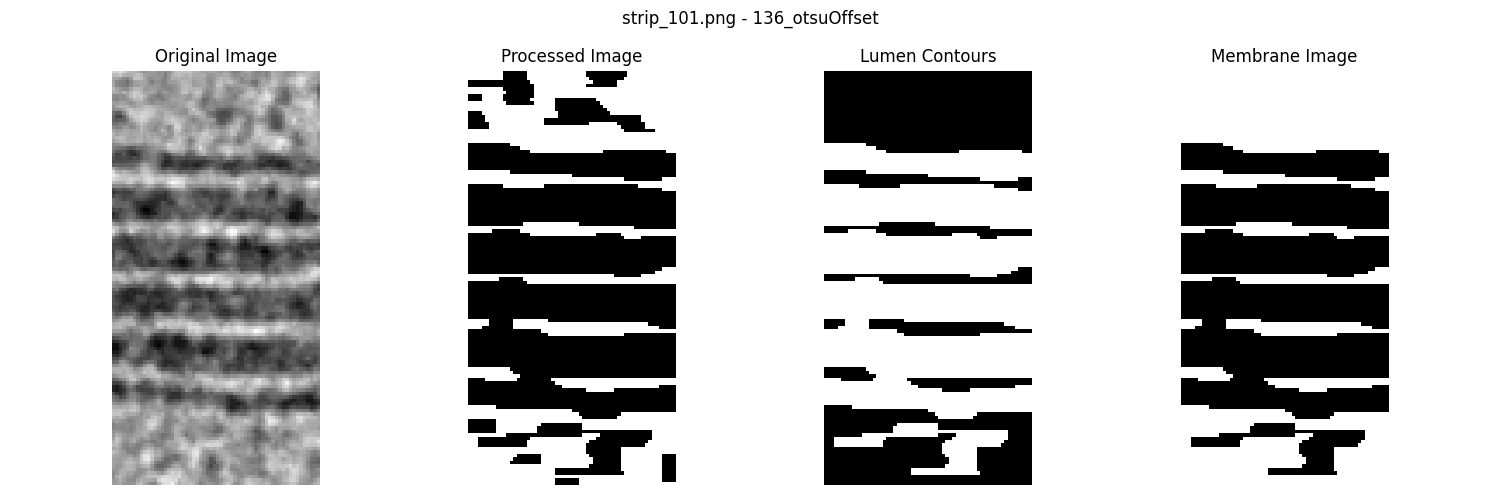 strip_101.png - 136_otsuOffset
Original Image
Processed Image
Lumen Contours
Membrane Image